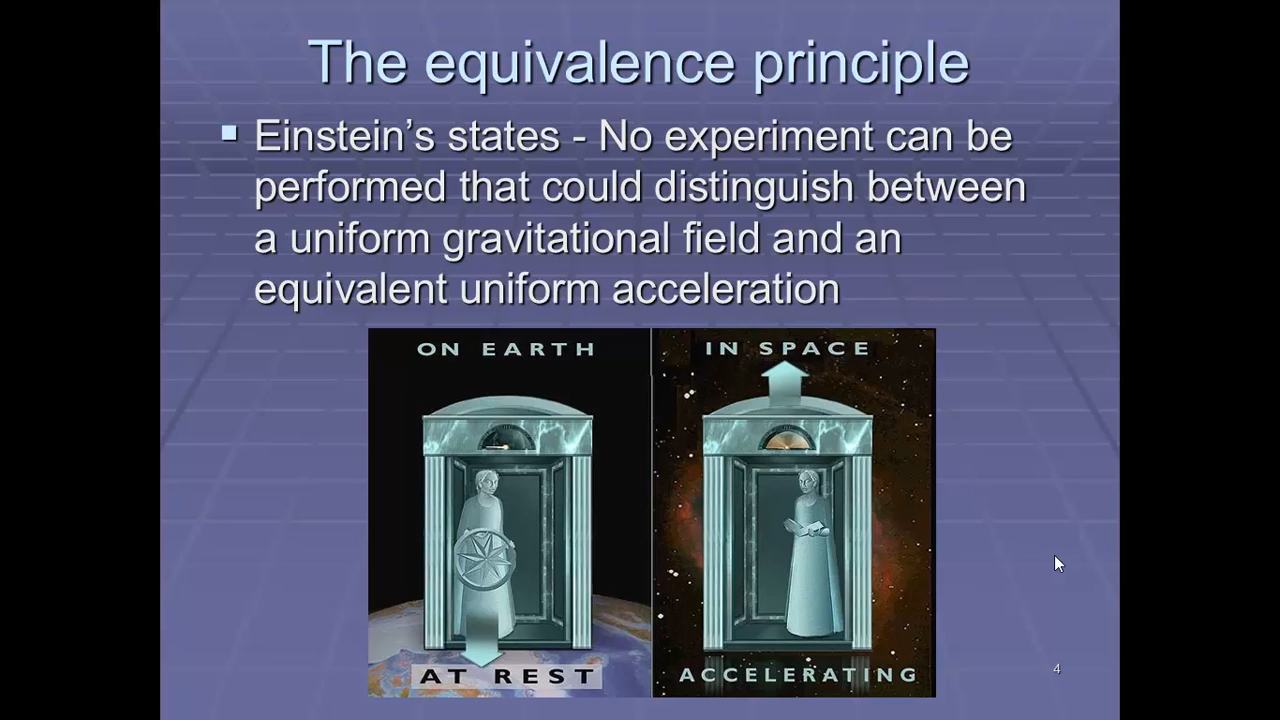 The equivalence principle
Einstein's states - No experiment can be
performed that could distinguish between
a uniform gravitational field and an
equivalent uniform acceleration
ON EARTH
IN SPACE
AT REST
ACCELERATING
4